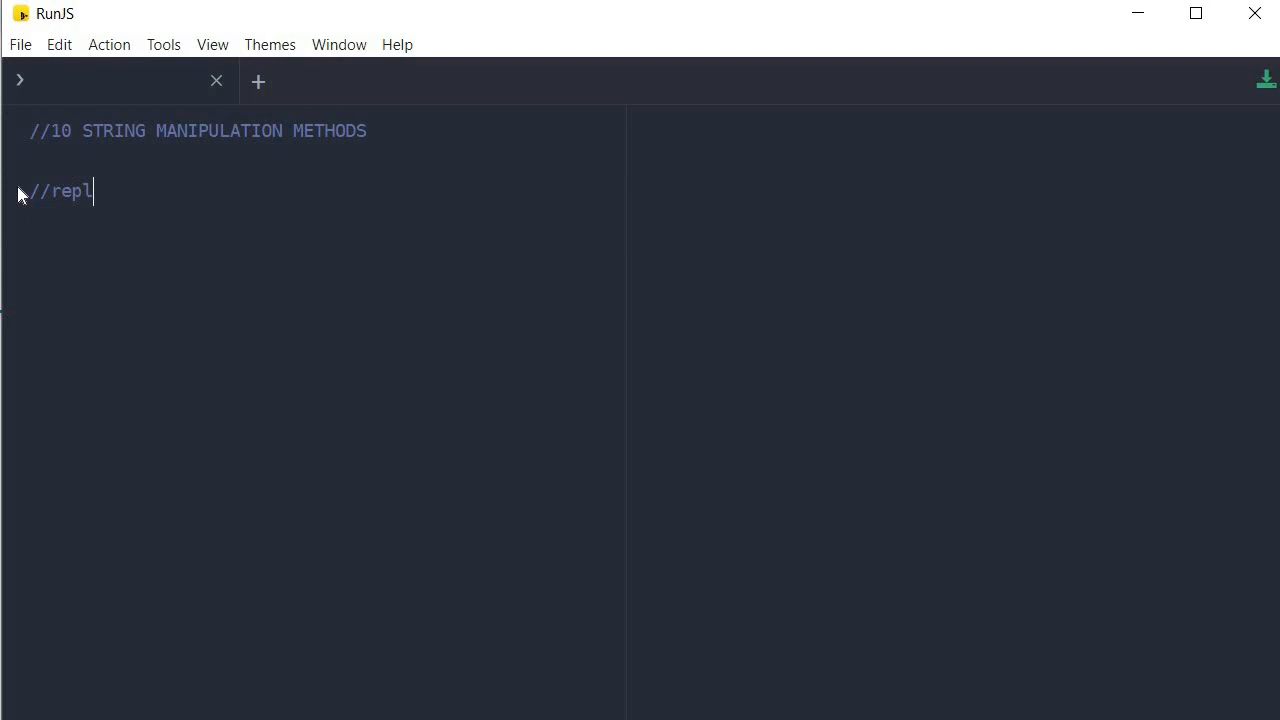 RunJS
File Edit Action Tools View Themes Window Help
//10 STRING MANIPULATION METHODS
//repl